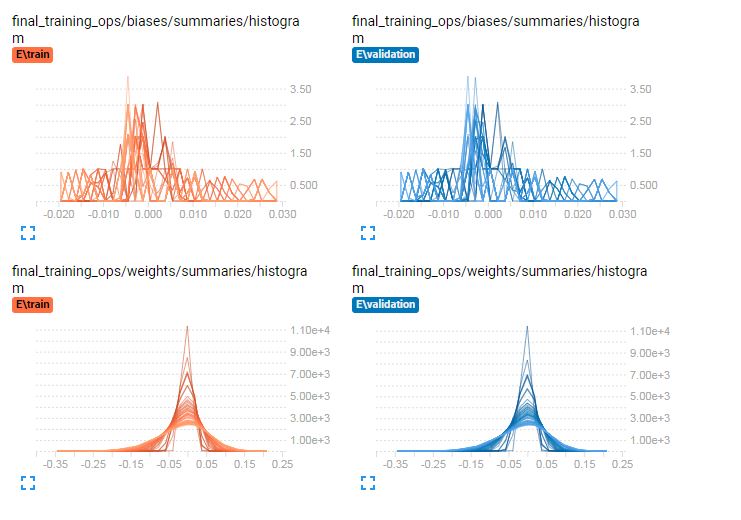 final_training_ops/biases/summaries/histogra
m
E\train
3.50
2.50
1.50
0.500
-0.020 -0.010 0.000 0.010 0.020 0.030
final_training_ops/biases/summaries/histogra
m
E\validation
3.50
2.50
1.50
0.500
-0.020 -0.010 0.000 0.010 0.020 0.030
final_training_ops/weights/summaries/histogra
m
E\train
1.10e+4
9.00e+3
7.00e+3
5.00e+3
3.00e+3
1.00e+3
-0.35 -0.25 -0.15 -0.05 0.05 0.15 0.25
final_training_ops/weights/summaries/histogra
m
E\validation
1.10e+4
9.00e+3
7.00e+3
5.00e+3
3.00e+3
1.00e+3
-0.35 -0.25 -0.15 -0.05 0.05 0.15 0.25